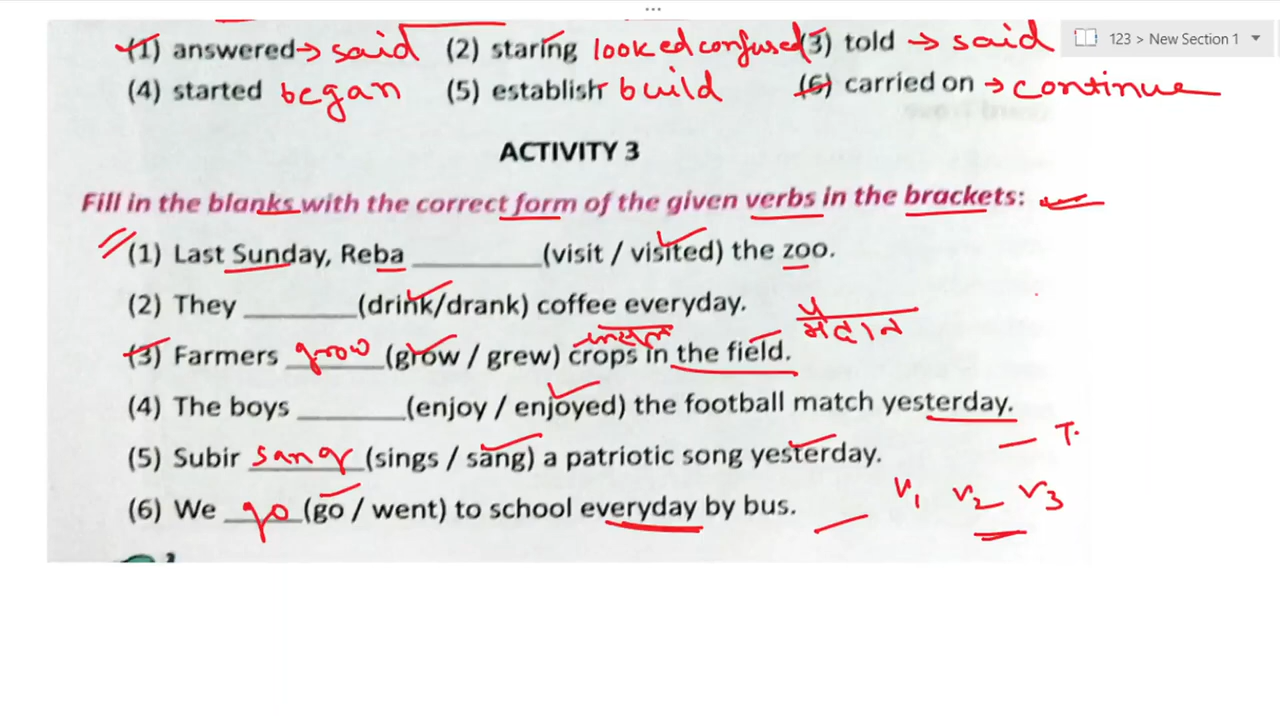 (1) answered→ said (2) staring looked confused (3) told → said
123 > New Section 1
(4) started began (5) establish build (6) carried on → continue
ACTIVITY 3
Fill in the blanks with the correct form of the given verbs in the brackets:
(1) Last Sunday, Reba _________ (visit / visited) the zoo.
(2) They ________ (drink/drank) coffee everyday.
(3) Farmers grow (grow / grew) crops in the field.
(4) The boys ________ (enjoy / enjoyed) the football match yesterday.
— T.
(5) Subir sang (sings / sang) a patriotic song yesterday.
(6) We go (go / went) to school everyday by bus.
V1 V2 V3